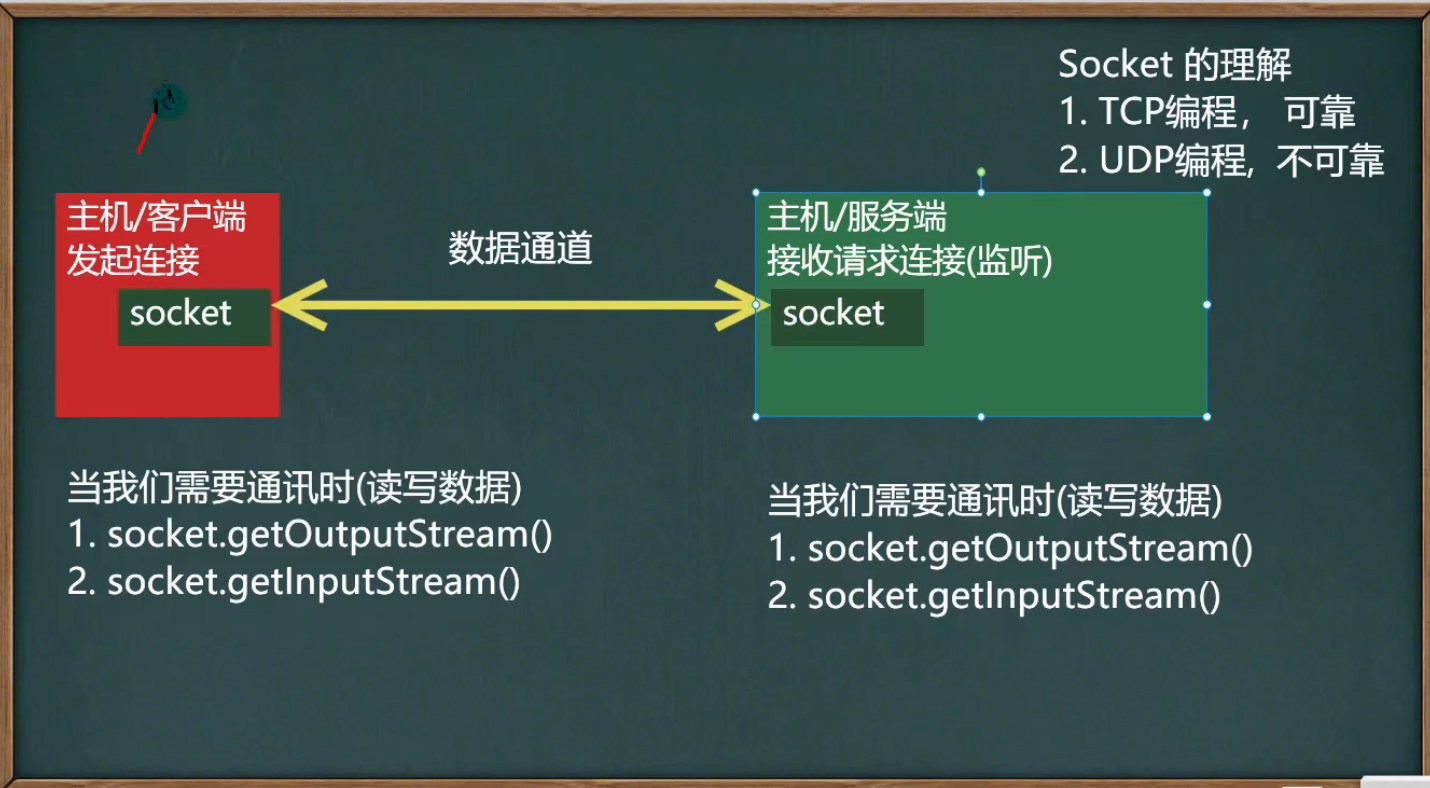 Socket 的理解
1. TCP编程， 可靠
2. UDP编程, 不可靠
主机/客户端
发起连接
socket
数据通道
主机/服务端
接收请求连接(监听)
socket
当我们需要通讯时(读写数据)
1. socket.getOutputStream()
2. socket.getInputStream()
当我们需要通讯时(读写数据)
1. socket.getOutputStream()
2. socket.getInputStream()